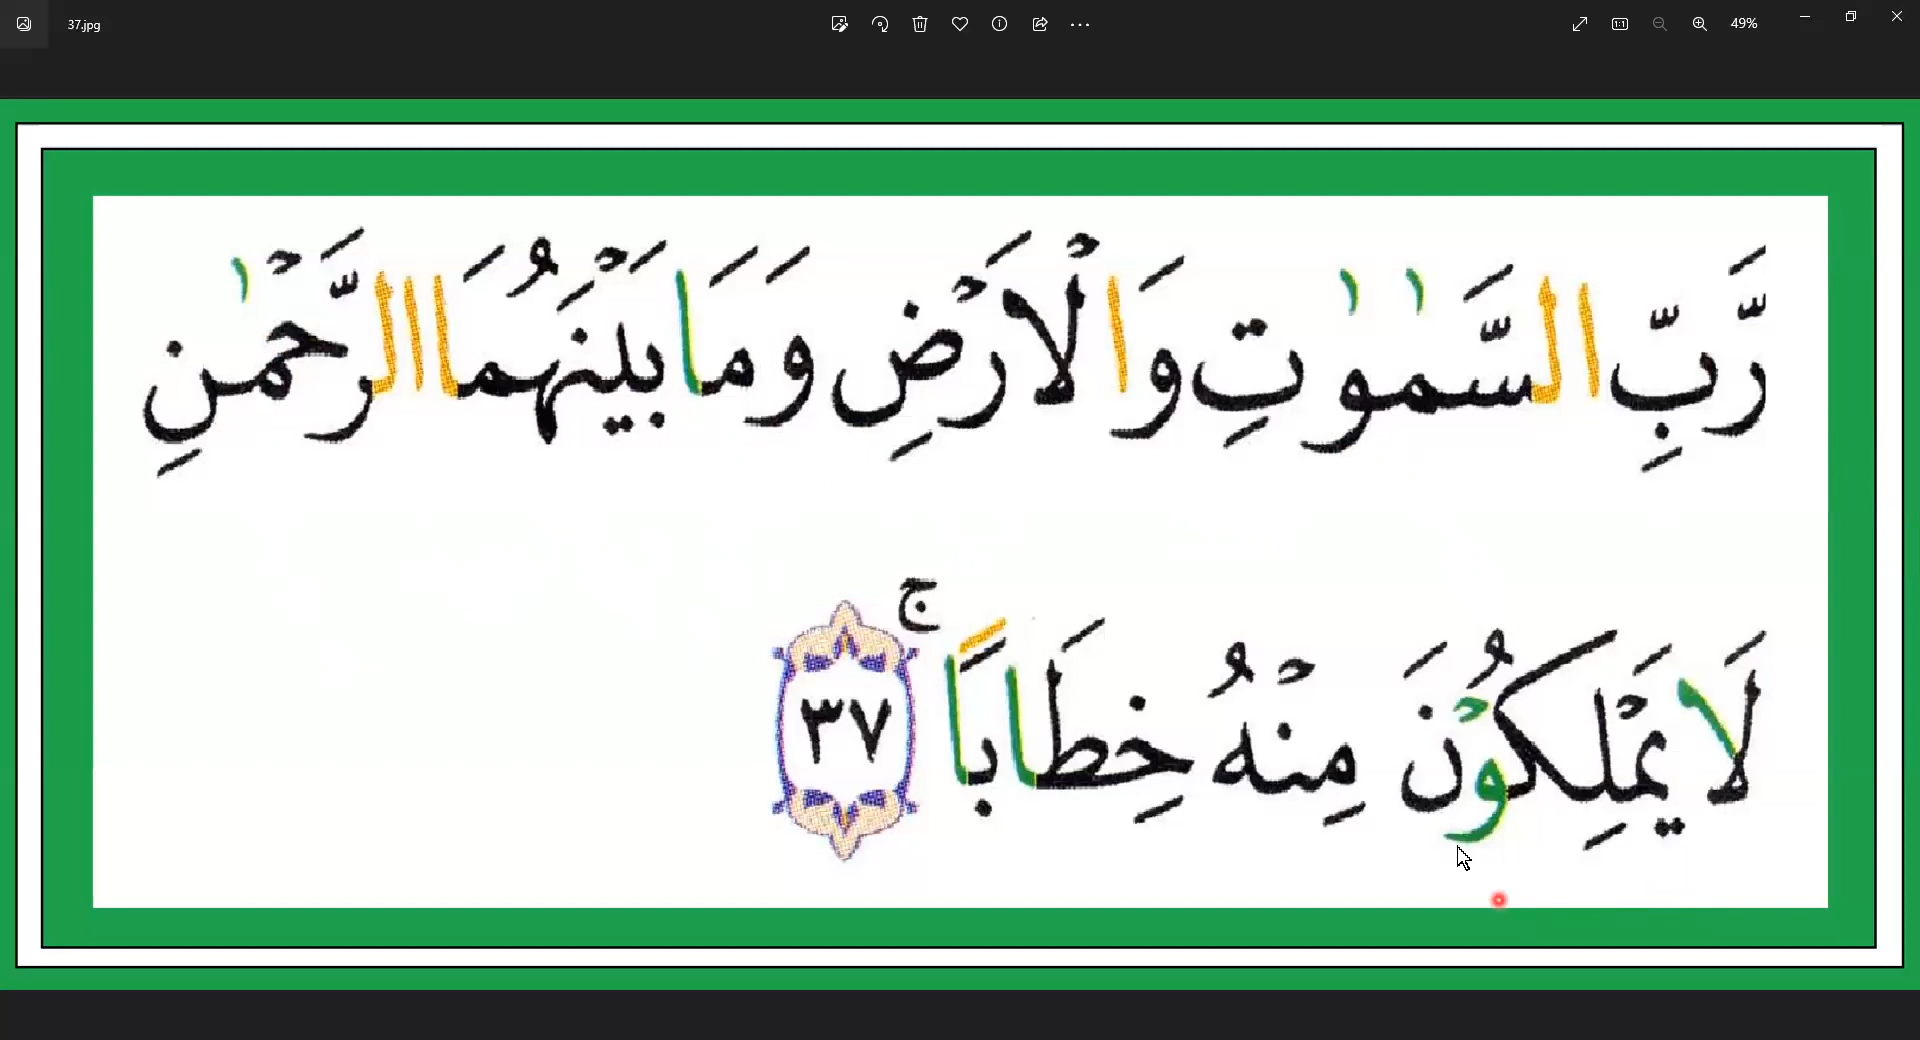 37.jpg
49%
رَّبِّ السَّمٰوٰتِ وَالْاَرْضِ وَمَا بَيْنَهُمَا الرَّحْمٰنِ
لَا يَمْلِكُوْنَ مِنْهُ خِطَابًا ج ٣٧